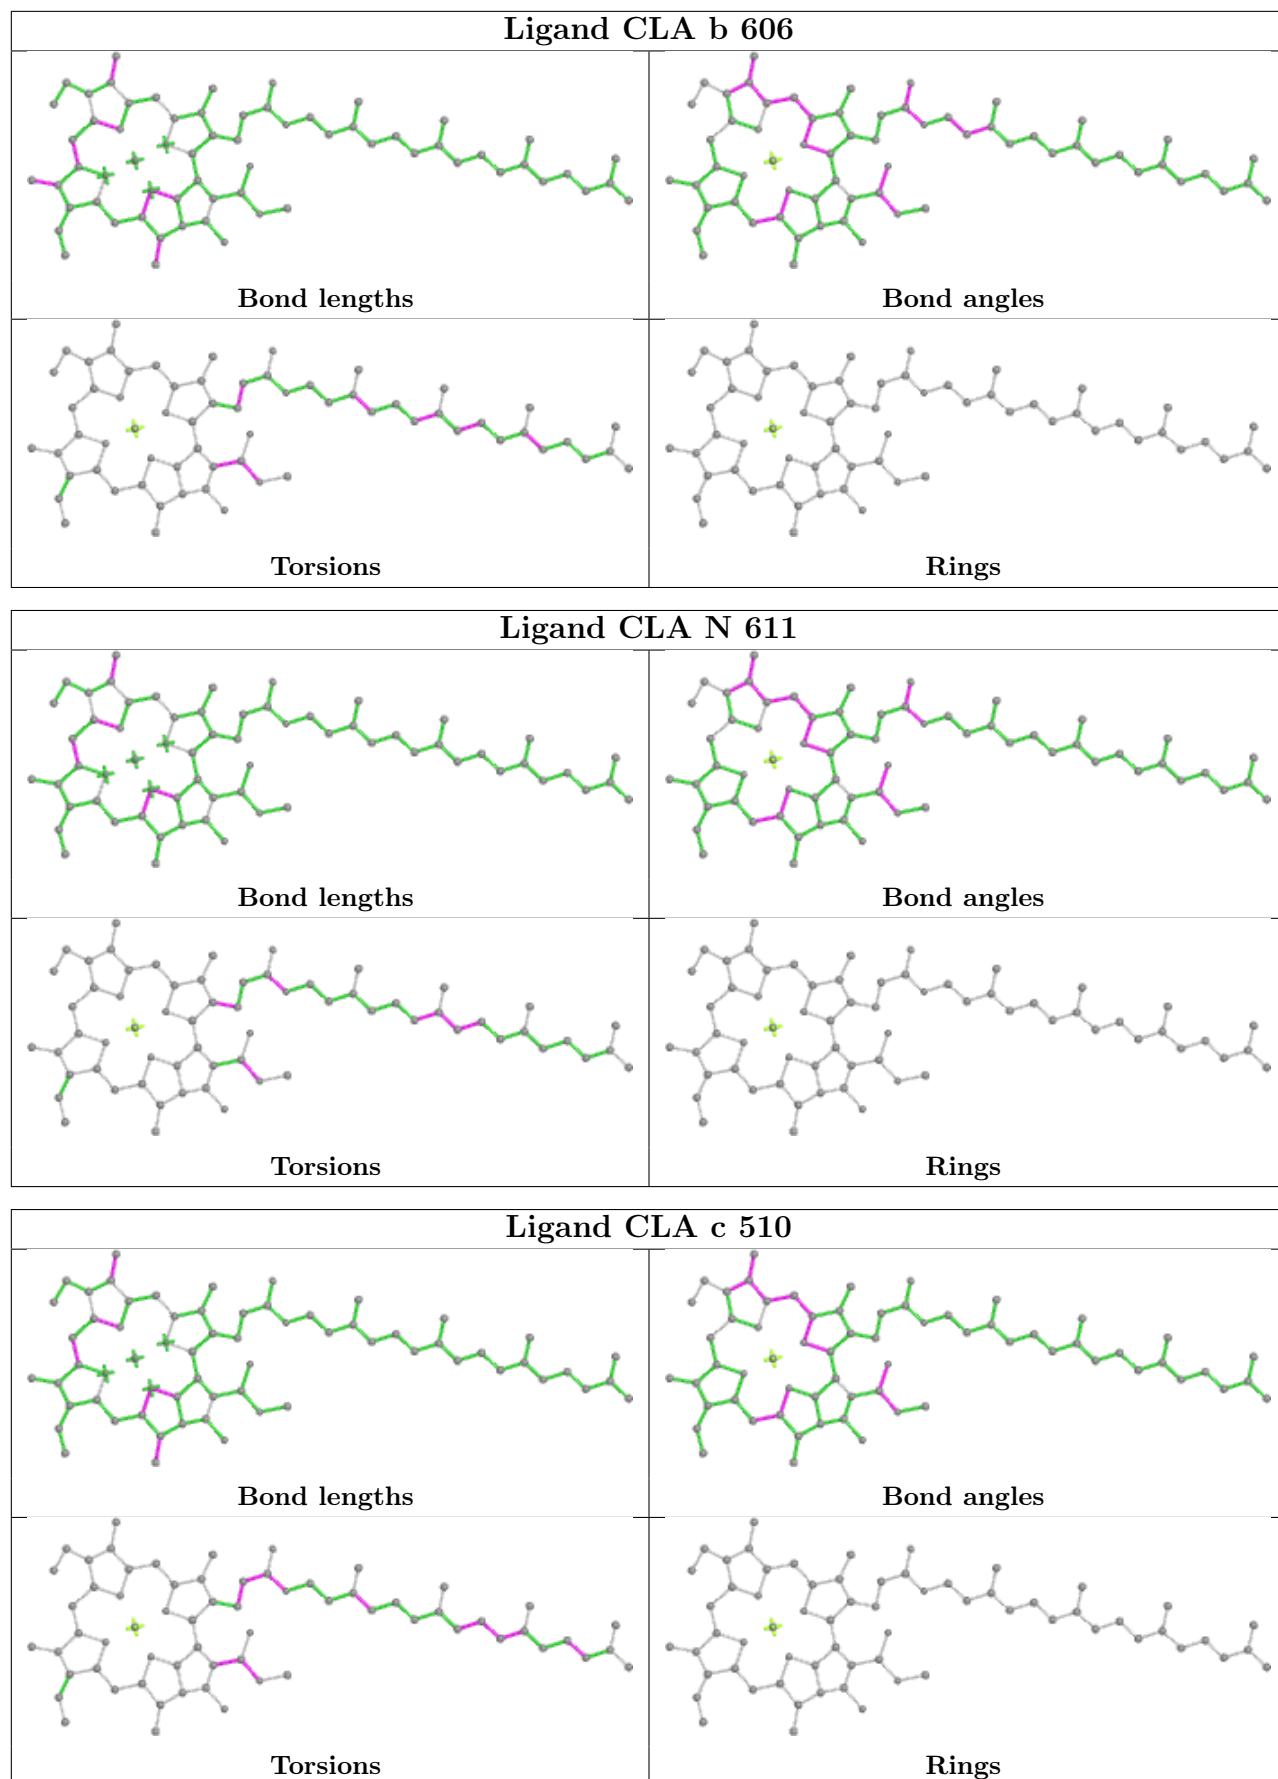 Ligand CLA b 606
Bond lengths
Bond angles
Torsions
Rings
Ligand CLA N 611
Bond lengths
Bond angles
Torsions
Rings
Ligand CLA c 510
Bond lengths
Bond angles
Torsions
Rings